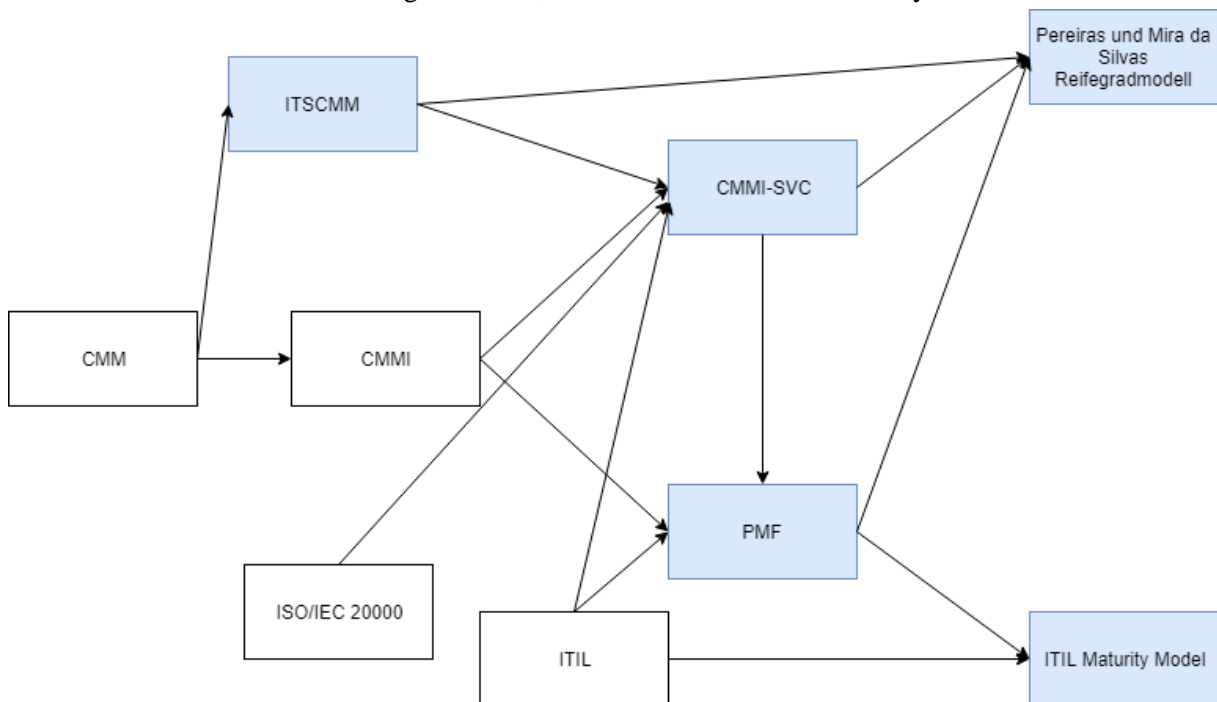 Pereiras und Mira da
Silvas
Reifegradmodell
ITSCMM
CMMI-SVC
CMM
CMMI
PMF
ISO/IEC 20000
ITIL
ITIL Maturity Model